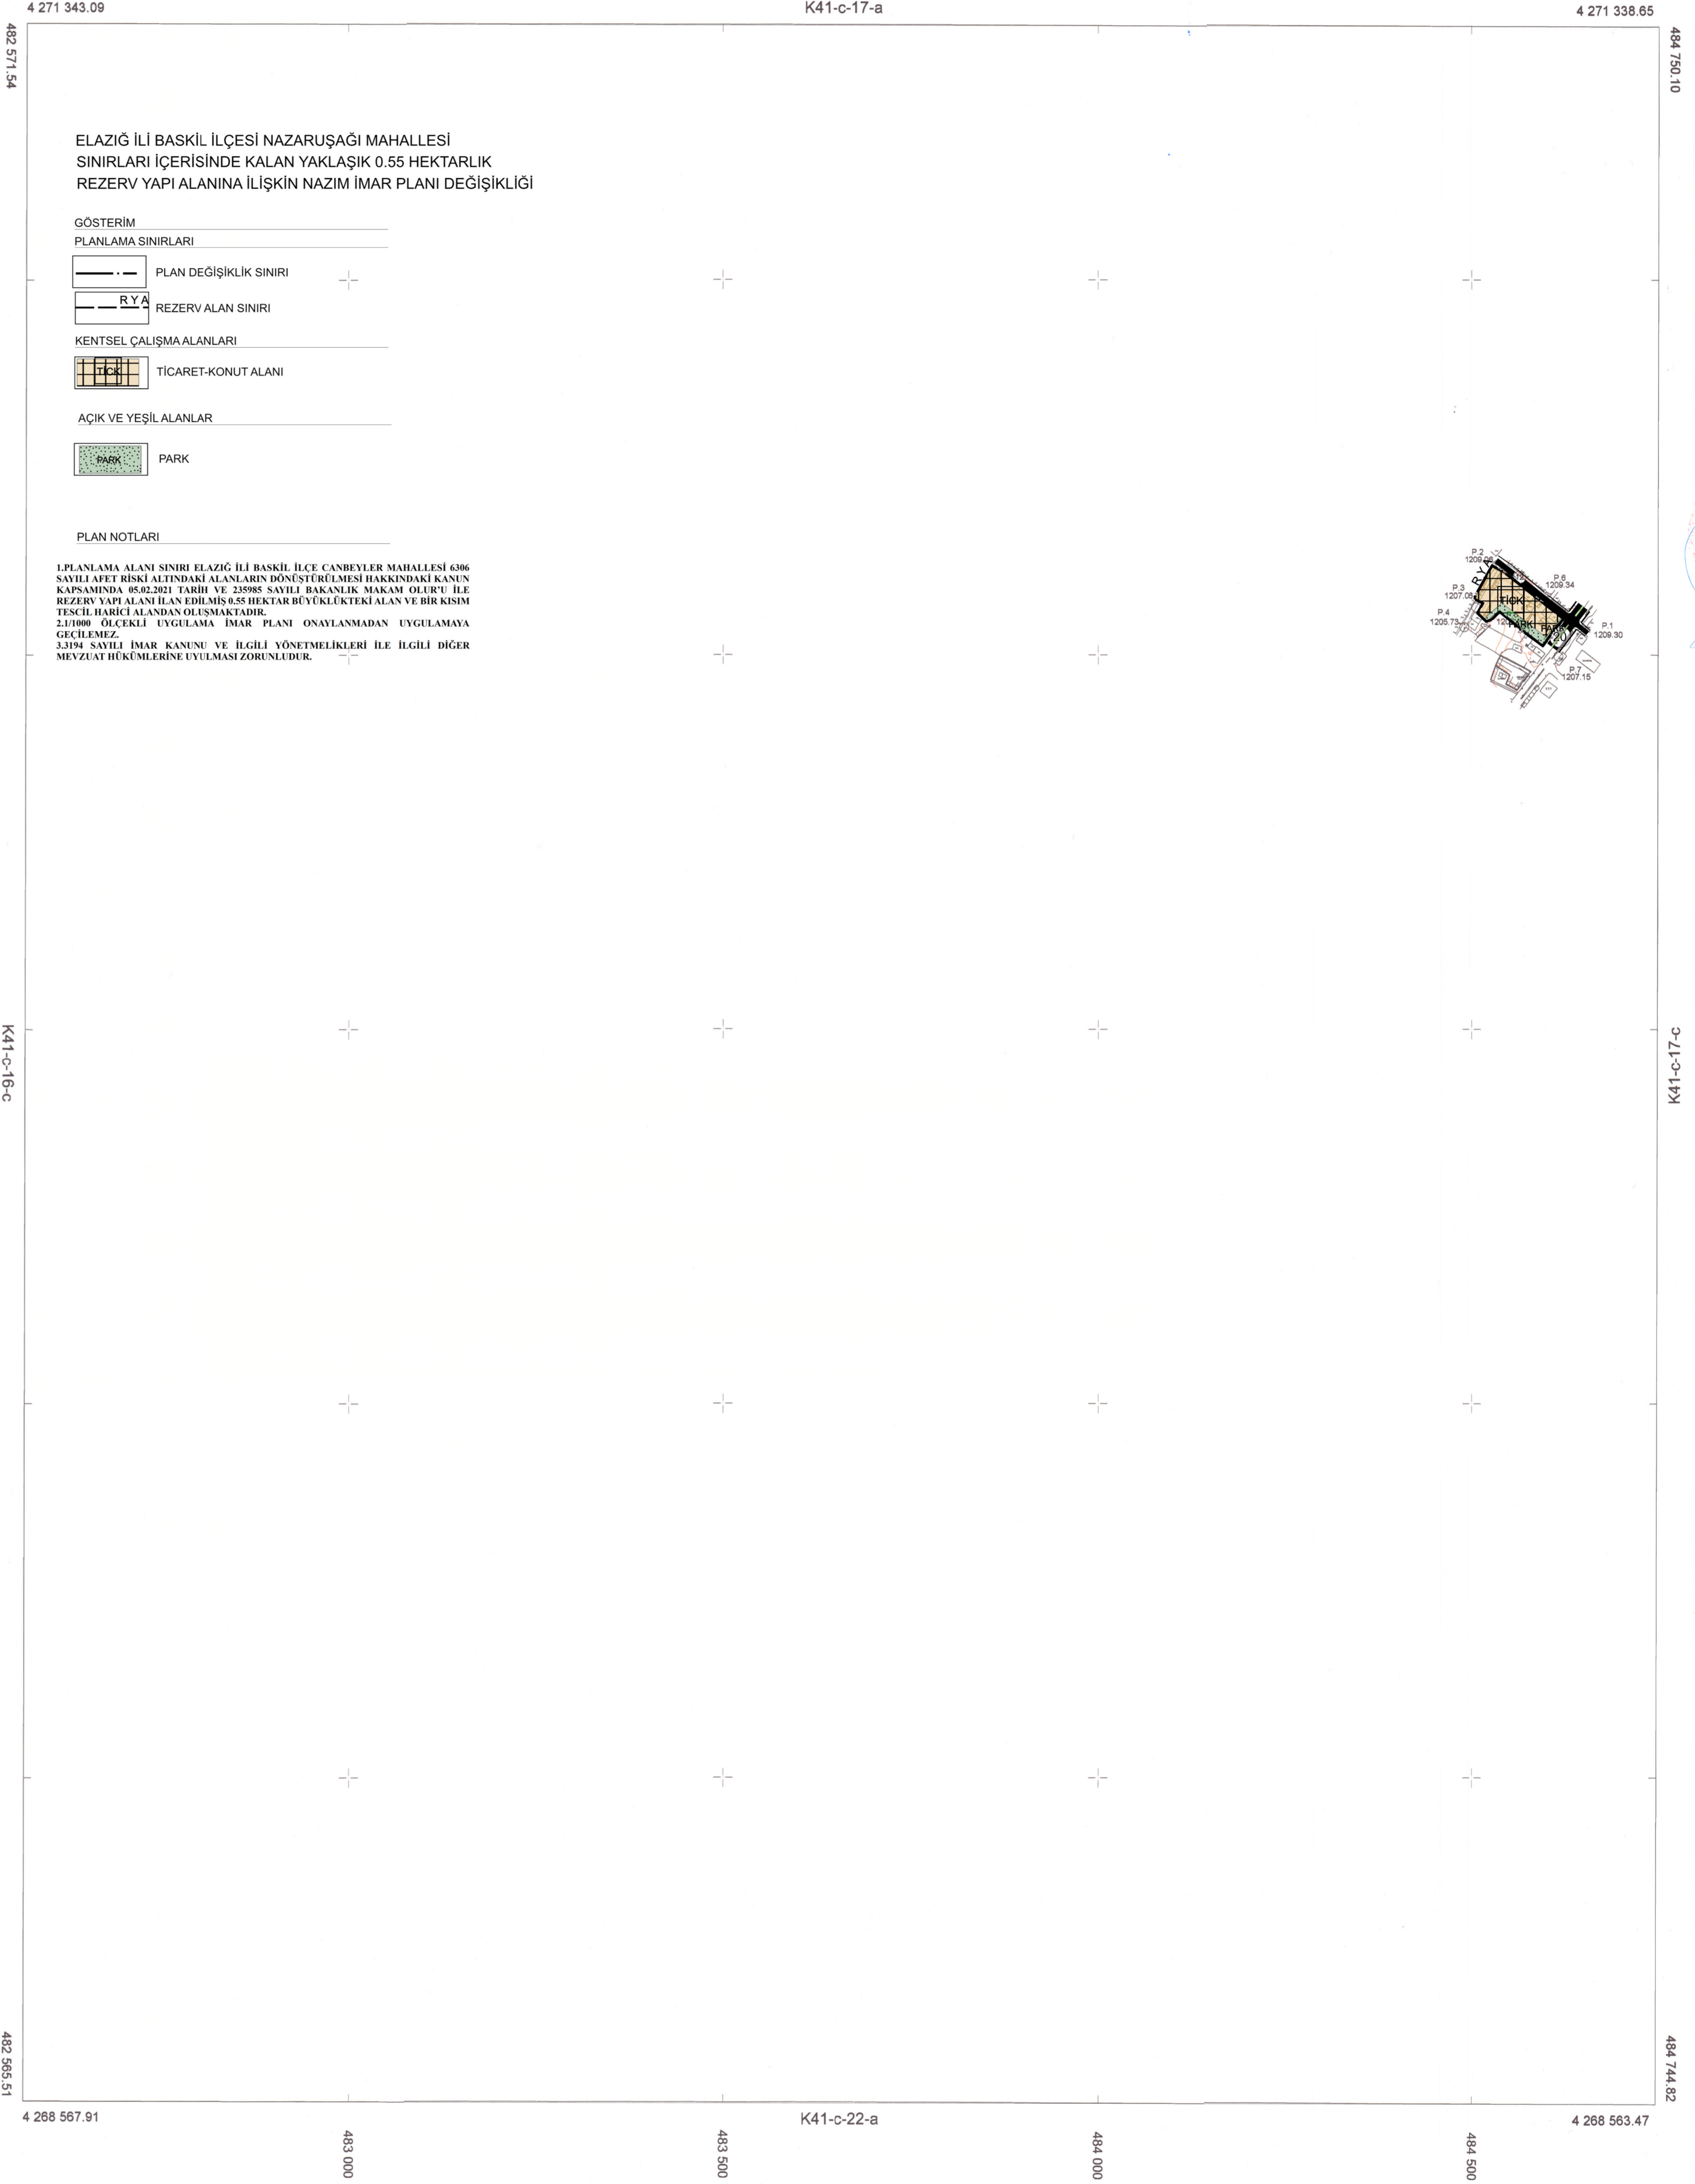 4 271 343.09
K41-c-17-a
4 271 338.65
482 571.54
484 750.10
ELAZIĞ İLİ BASKİL İLÇESİ NAZARUŞAĞI MAHALLESİ
SINIRLARI İÇERİSİNDE KALAN YAKLAŞIK 0.55 HEKTARLIK
REZERV YAPI ALANINA İLİŞKİN NAZIM İMAR PLANI DEĞİŞİKLİĞİ
GÖSTERİM
PLANLAMA SINIRLARI
PLAN DEĞİŞİKLİK SINIRI
R Y A
REZERV ALAN SINIRI
KENTSEL ÇALIŞMA ALANLARI
TİCK
TİCARET-KONUT ALANI
AÇIK VE YEŞİL ALANLAR
PARK
PARK
PLAN NOTLARI
1.PLANLAMA ALANI SINIRI ELAZIĞ İLİ BASKİL İLÇE CANBEYLER MAHALLESİ 6306
SAYILI AFET RİSKİ ALTINDAKİ ALANLARIN DÖNÜŞTÜRÜLMESİ HAKKINDAKİ KANUN
KAPSAMINDA 05.02.2021 TARİH VE 235985 SAYILI BAKANLIK MAKAM OLUR'U İLE
REZERV YAPI ALANI İLAN EDİLMİŞ 0.55 HEKTAR BÜYÜKLÜKTEKİ ALAN VE BİR KISIM
TESCİL HARİCİ ALANDAN OLUŞMAKTADIR.
2.1/1000 ÖLÇEKLİ UYGULAMA İMAR PLANI ONAYLANMADAN UYGULAMAYA
GEÇİLEMEZ.
3.3194 SAYILI İMAR KANUNU VE İLGİLİ YÖNETMELİKLERİ İLE İLGİLİ DİĞER
MEVZUAT HÜKÜMLERİNE UYULMASI ZORUNLUDUR.
P.2
R Y A
P.6
1209.34
P.3
TİCK
P.4
1205.73
PARK
PARK
20
P.1
1209.30
P.7
1207.15
K41-c-16-c
K41-c-17-c
482 565.51
484 744.82
4 268 567.91
K41-c-22-a
4 268 563.47
483 000
483 500
484 000
484 500